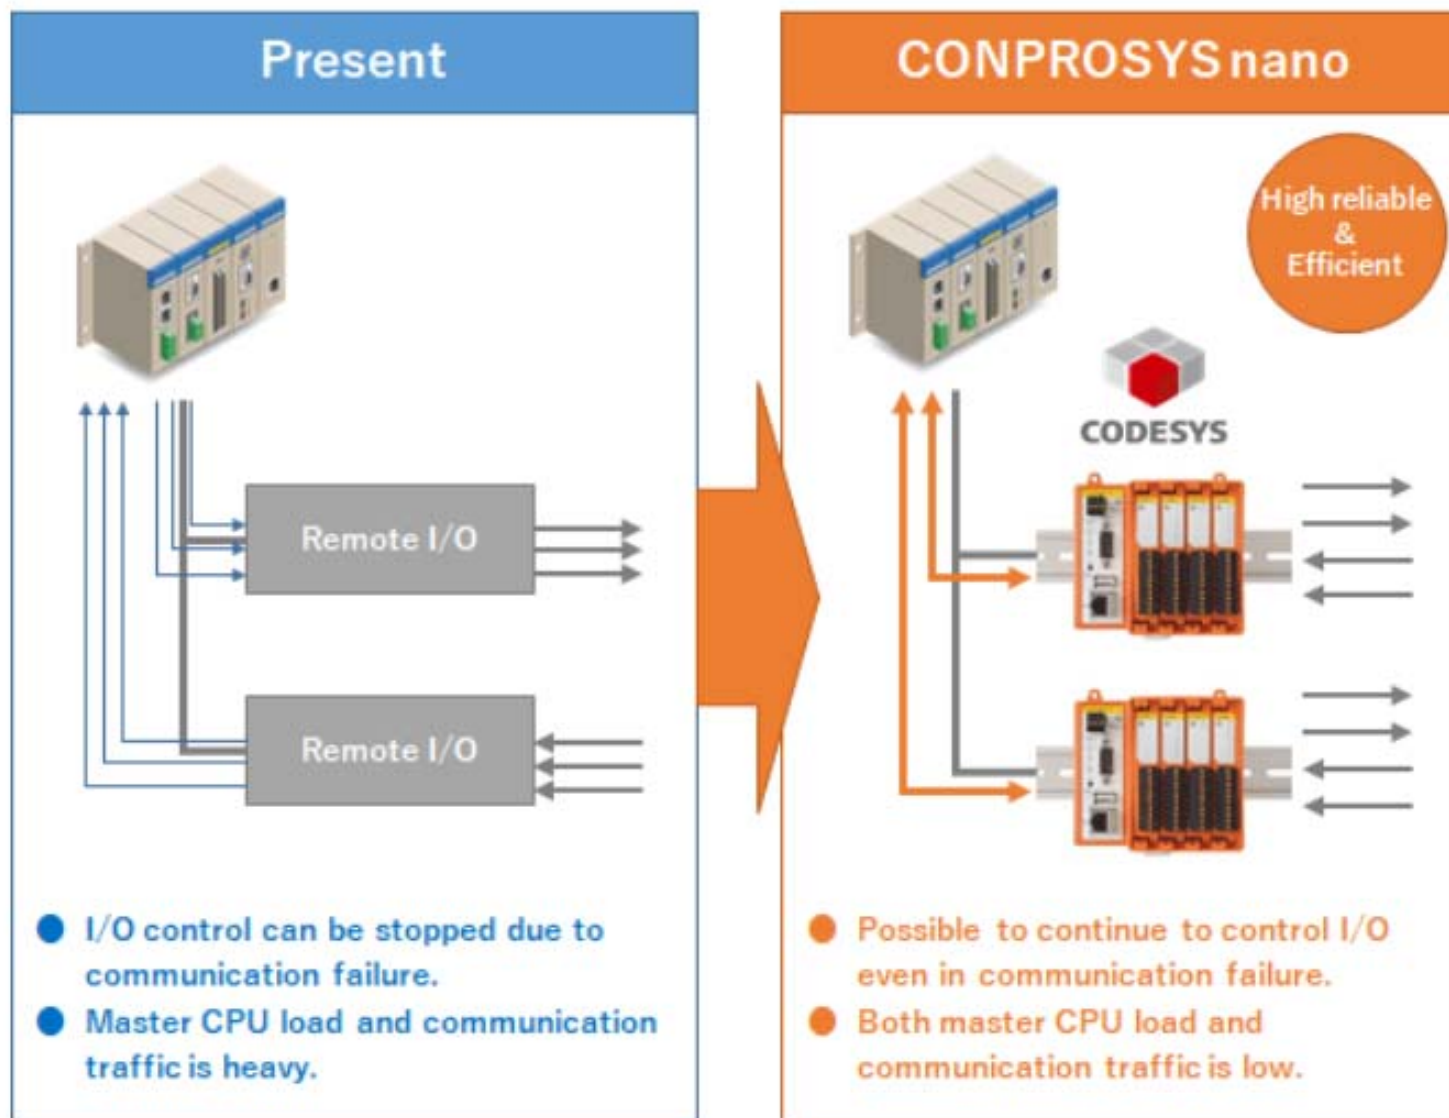 Present
Remote I/O
Remote I/O
● I/O control can be stopped due to
communication failure.
● Master CPU load and communication
traffic is heavy.
CONPROSYS nano
High reliable
&
Efficient
CODESYS
● Possible to continue to control I/O
even in communication failure.
● Both master CPU load and
communication traffic is low.